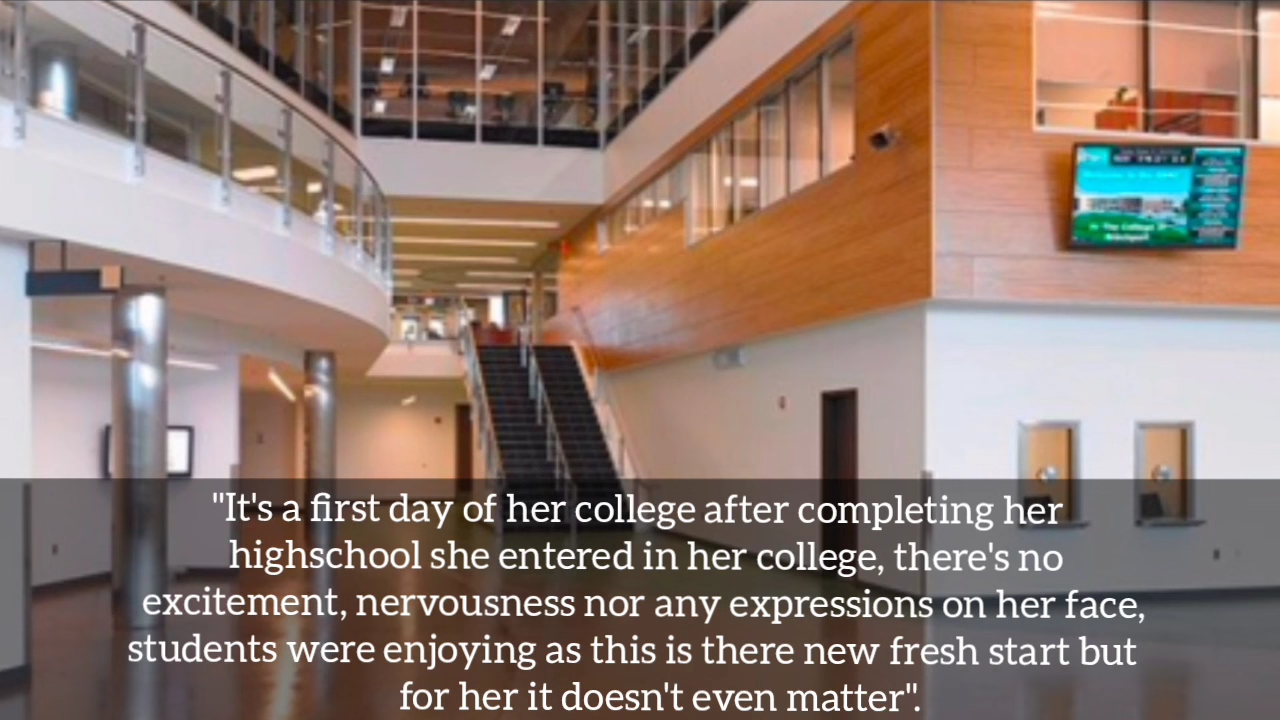 "It's a first day of her college after completing her
highschool she entered in her college, there's no
excitement, nervousness nor any expressions on her face,
students were enjoying as this is there new fresh start but
for her it doesn't even matter".